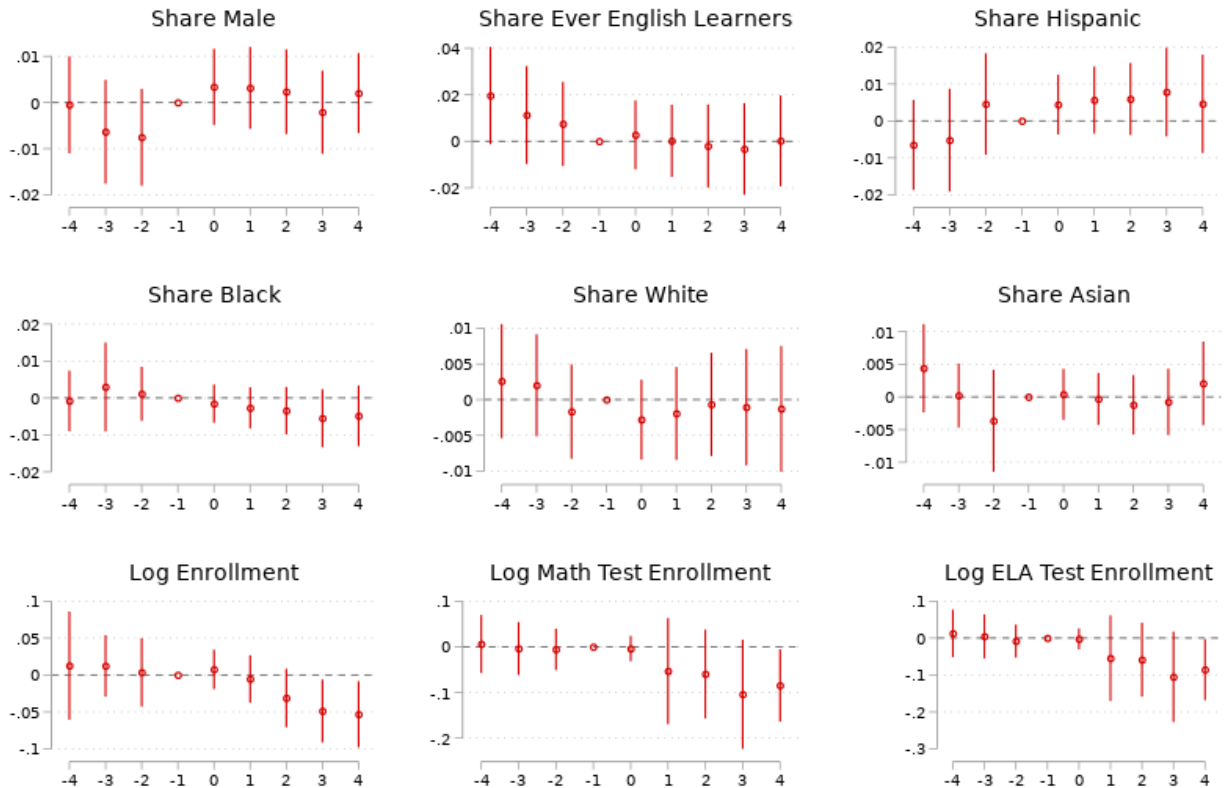 Share Male
Share Ever English Learners
Share Hispanic
.01
0
-.01
-.02
-4 -3 -2 -1 0 1 2 3 4
.04
.02
0
-.02
-4 -3 -2 -1 0 1 2 3 4
.02
.01
0
-.01
-.02
-4 -3 -2 -1 0 1 2 3 4
Share Black
Share White
Share Asian
.02
.01
0
-.01
-.02
-4 -3 -2 -1 0 1 2 3 4
.01
.005
0
-.005
-.01
-4 -3 -2 -1 0 1 2 3 4
.01
.005
0
-.005
-.01
-4 -3 -2 -1 0 1 2 3 4
Log Enrollment
Log Math Test Enrollment
Log ELA Test Enrollment
.1
.05
0
-.05
-.1
-4 -3 -2 -1 0 1 2 3 4
.1
0
-.1
-.2
-4 -3 -2 -1 0 1 2 3 4
.1
0
-.1
-.2
-.3
-4 -3 -2 -1 0 1 2 3 4